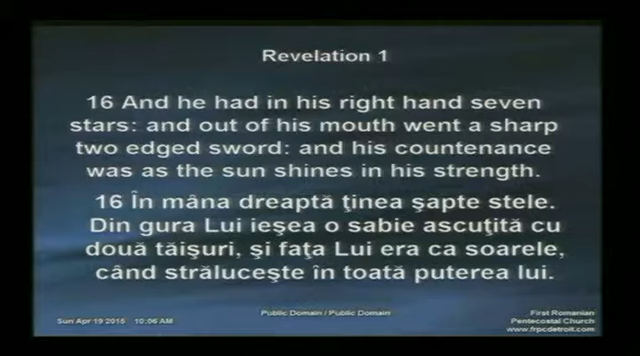 Revelation 1
16 And he had in his right hand seven
stars: and out of his mouth went a sharp
two edged sword: and his countenance
was as the sun shines in his strength.
16 În mâna dreaptă ţinea şapte stele.
Din gura Lui ieşea o sabie ascuţită cu
două tăişuri, şi faţa Lui era ca soarele,
când străluceşte în toată puterea lui.
Public Domain / Public Domain
Sun Apr 19 2015 10:06 AM
First Romanian
Pentecostal Church
www.frpcdetroit.com